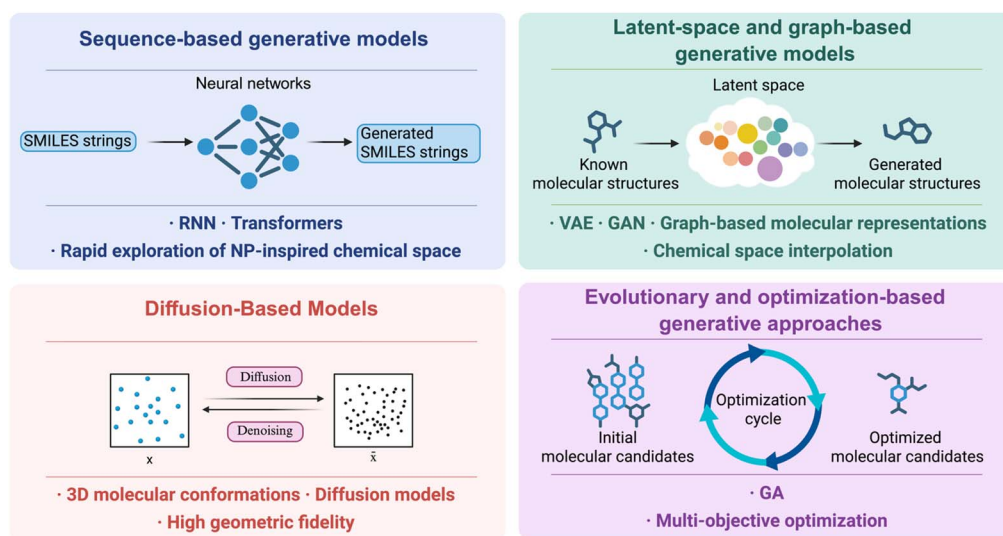 Sequence-based generative models
Neural networks
SMILES strings
Generated
SMILES strings
· RNN · Transformers
· Rapid exploration of NP-inspired chemical space
Latent-space and graph-based
generative models
Latent space
Known
molecular structures
Generated
molecular structures
· VAE · GAN · Graph-based molecular representations
· Chemical space interpolation
Diffusion-Based Models
Diffusion
Denoising
x
x̃
· 3D molecular conformations · Diffusion models
· High geometric fidelity
Evolutionary and optimization-based
generative approaches
Optimization
cycle
Initial
molecular candidates
Optimized
molecular candidates
· GA
· Multi-objective optimization